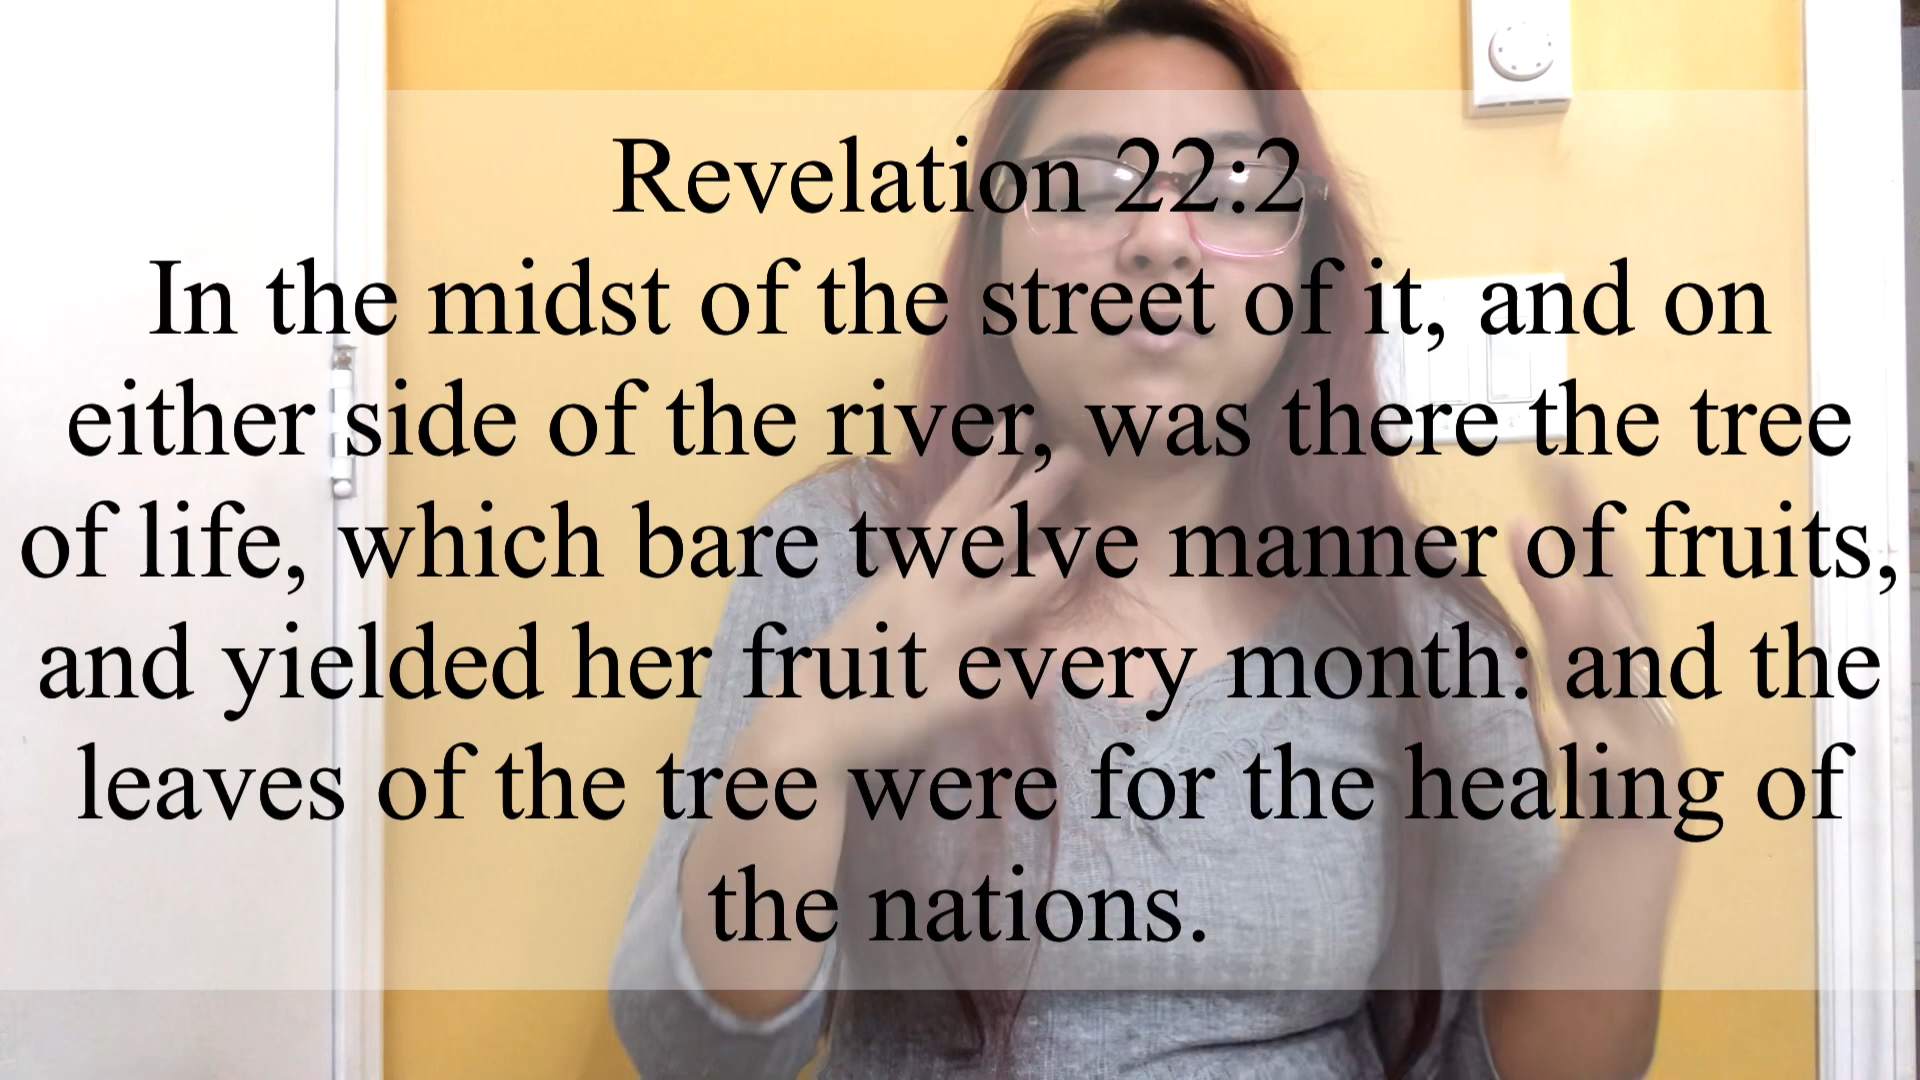 Revelation 22:2
In the midst of the street of it, and on
either side of the river, was there the tree
of life, which bare twelve manner of fruits,
and yielded her fruit every month: and the
leaves of the tree were for the healing of
the nations.